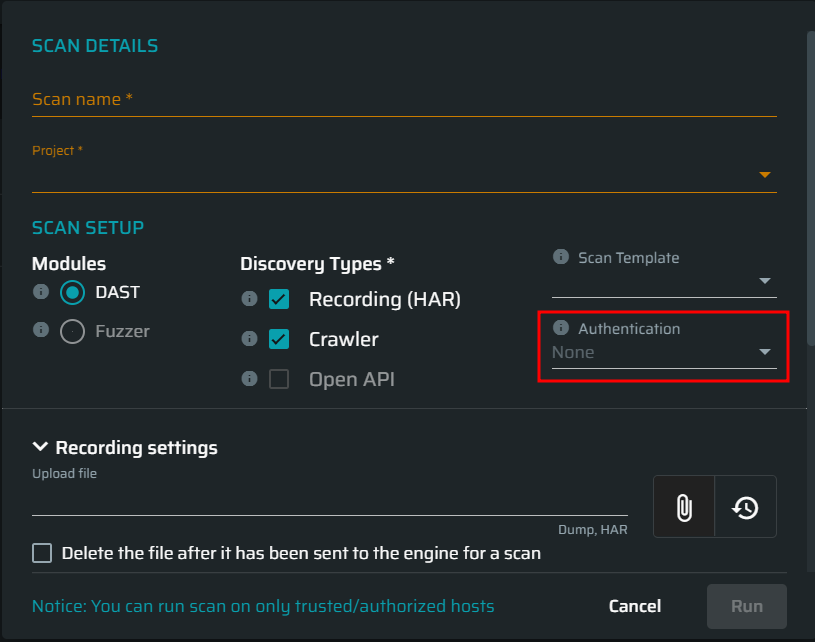 SCAN DETAILS
Scan name *
Project *
SCAN SETUP
Modules
DAST
Fuzzer
Discovery Types *
Recording (HAR)
Crawler
Open API
Scan Template
Authentication
None
Recording settings
Upload file
Dump, HAR
Delete the file after it has been sent to the engine for a scan
Notice: You can run scan on only trusted/authorized hosts
Cancel
Run